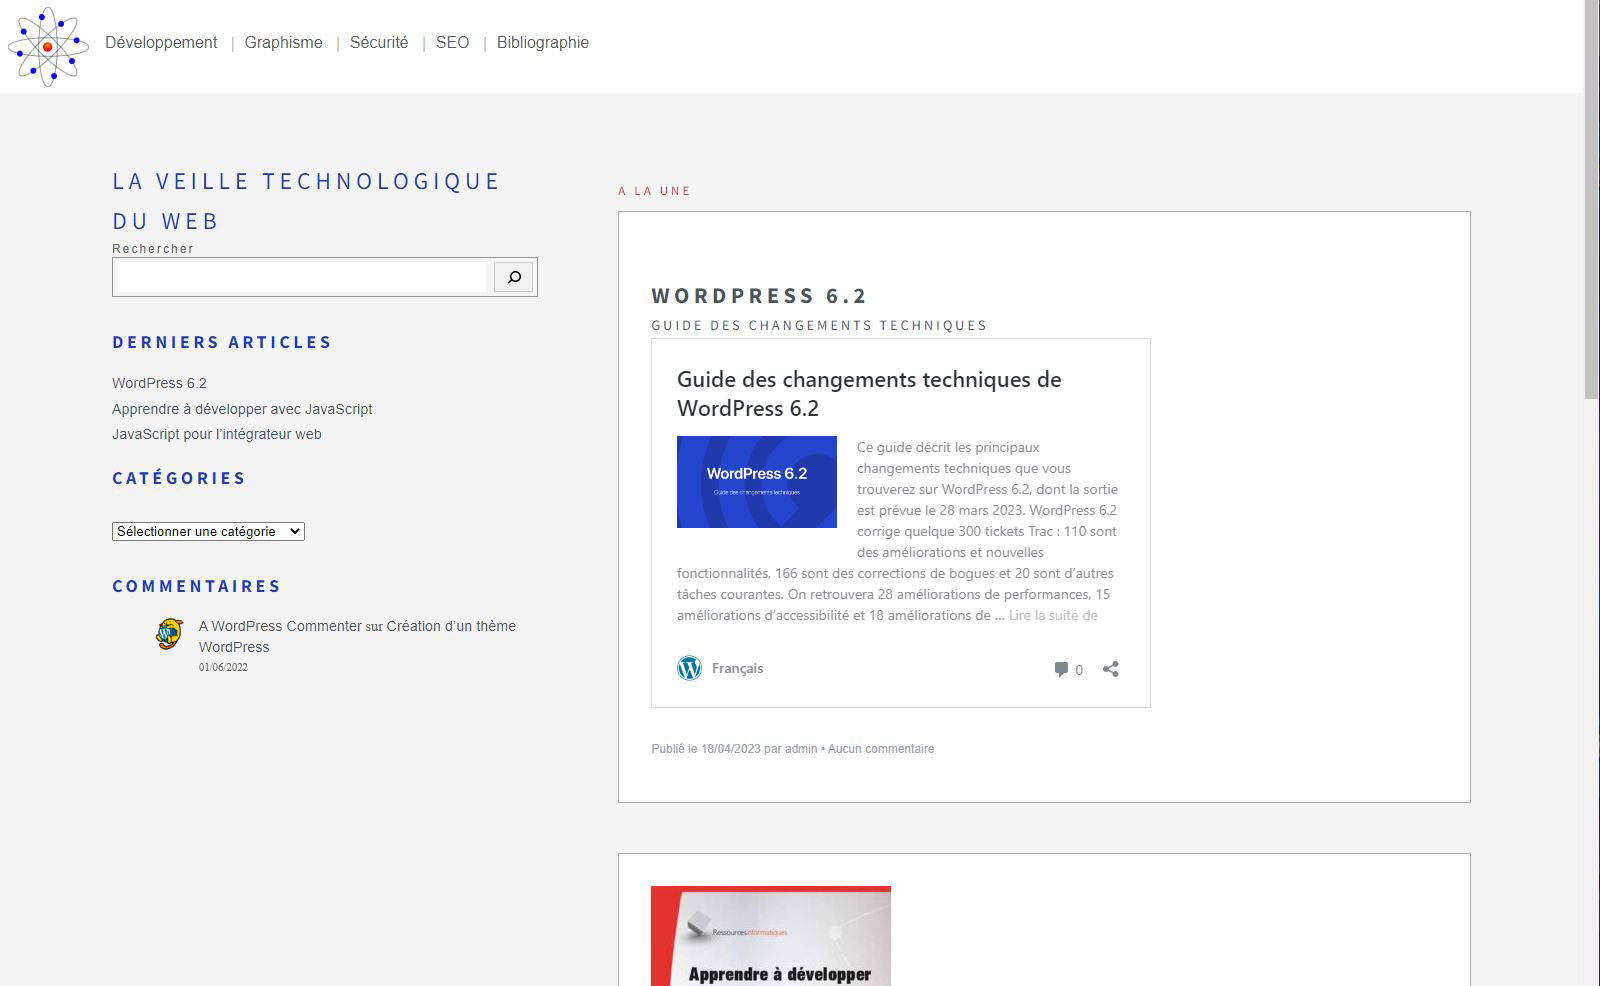 Développement | Graphisme | Sécurité | SEO | Bibliographie
LA VEILLE TECHNOLOGIQUE
DU WEB
Rechercher
DERNIERS ARTICLES
WordPress 6.2
Apprendre à développer avec JavaScript
JavaScript pour l’intégrateur web
CATÉGORIES
Sélectionner une catégorie
COMMENTAIRES
A WordPress Commenter sur Création d’un thème
WordPress
01/06/2022
A LA UNE
WORDPRESS 6.2
GUIDE DES CHANGEMENTS TECHNIQUES
Guide des changements techniques de
WordPress 6.2
WordPress 6.2
Guide des changements techniques
Ce guide décrit les principaux
changements techniques que vous
trouverez sur WordPress 6.2, dont la sortie
est prévue le 28 mars 2023. WordPress 6.2
corrige quelque 300 tickets Trac : 110 sont
des améliorations et nouvelles
fonctionnalités, 166 sont des corrections de bogues et 20 sont d’autres
tâches courantes. On retrouvera 28 améliorations de performances, 15
améliorations d’accessibilité et 18 améliorations de … Lire la suite de
Français
0
Publié le 18/04/2023 par admin • Aucun commentaire
Ressourcesinformatiques
Apprendre à développer